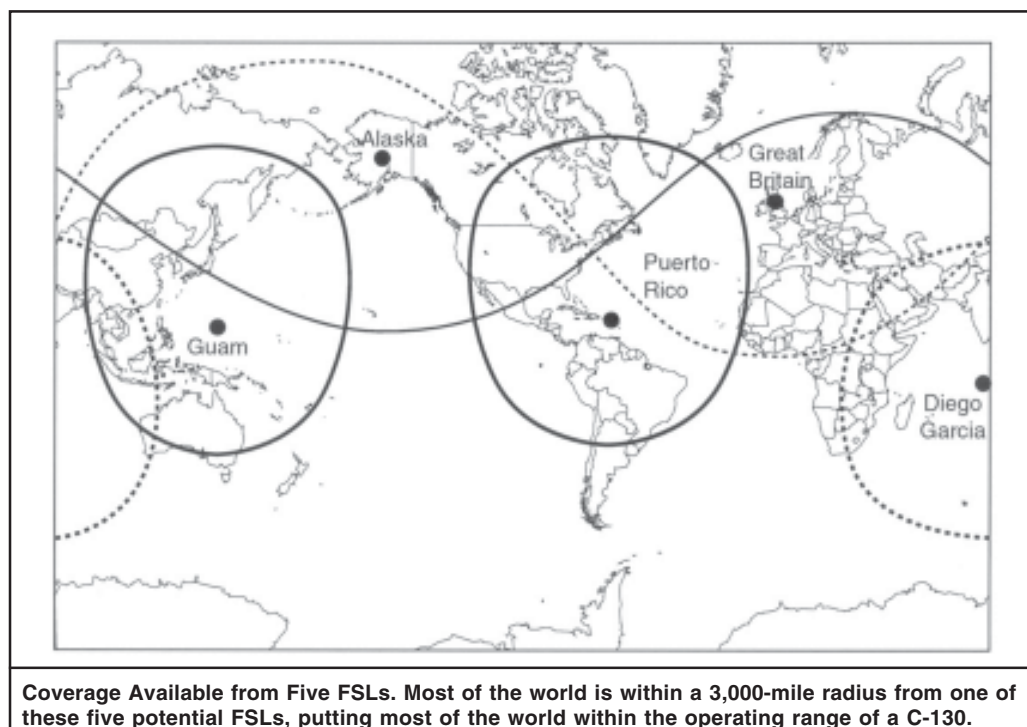 Alaska
Great
Britain
Puerto
Rico
Guam
Diego
Garcia
Coverage Available from Five FSLs. Most of the world is within a 3,000-mile radius from one of
these five potential FSLs, putting most of the world within the operating range of a C-130.